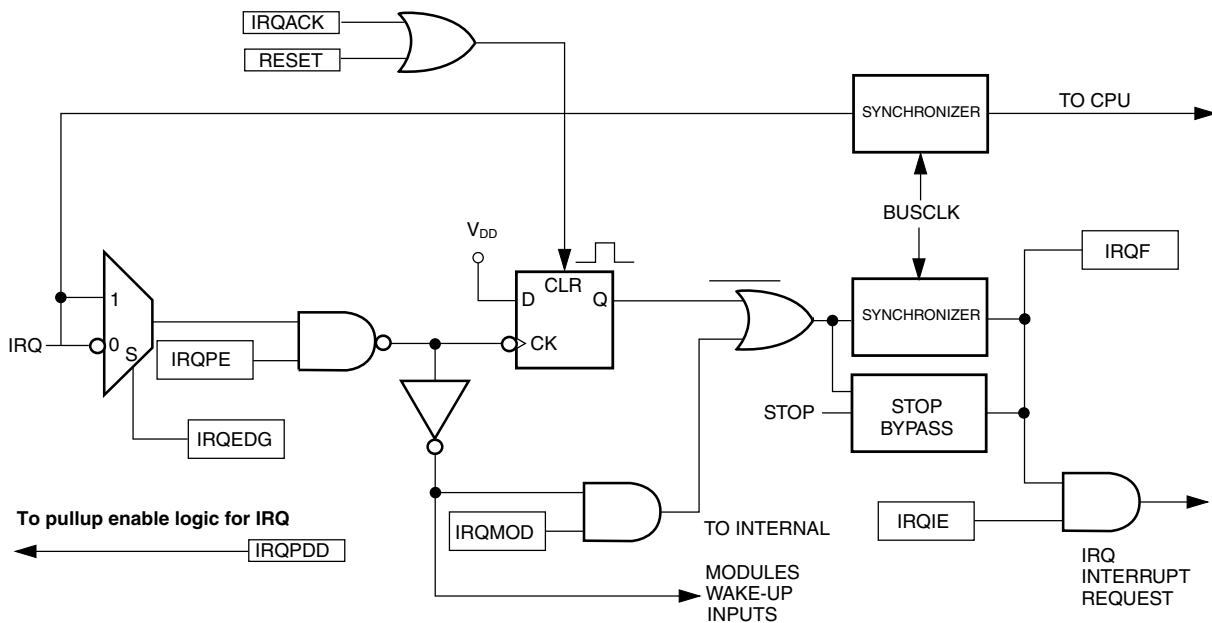 IRQACK
RESET
SYNCHRONIZER
TO CPU
BUSCLK
VDD
CLR
D
Q
CK
IRQF
SYNCHRONIZER
1
IRQ
0
S
IRQPE
STOP
STOP
BYPASS
IRQEDG
To pullup enable logic for IRQ
IRQPDD
IRQMOD
TO INTERNAL
MODULES
WAKE-UP
INPUTS
IRQIE
IRQ
INTERRUPT
REQUEST